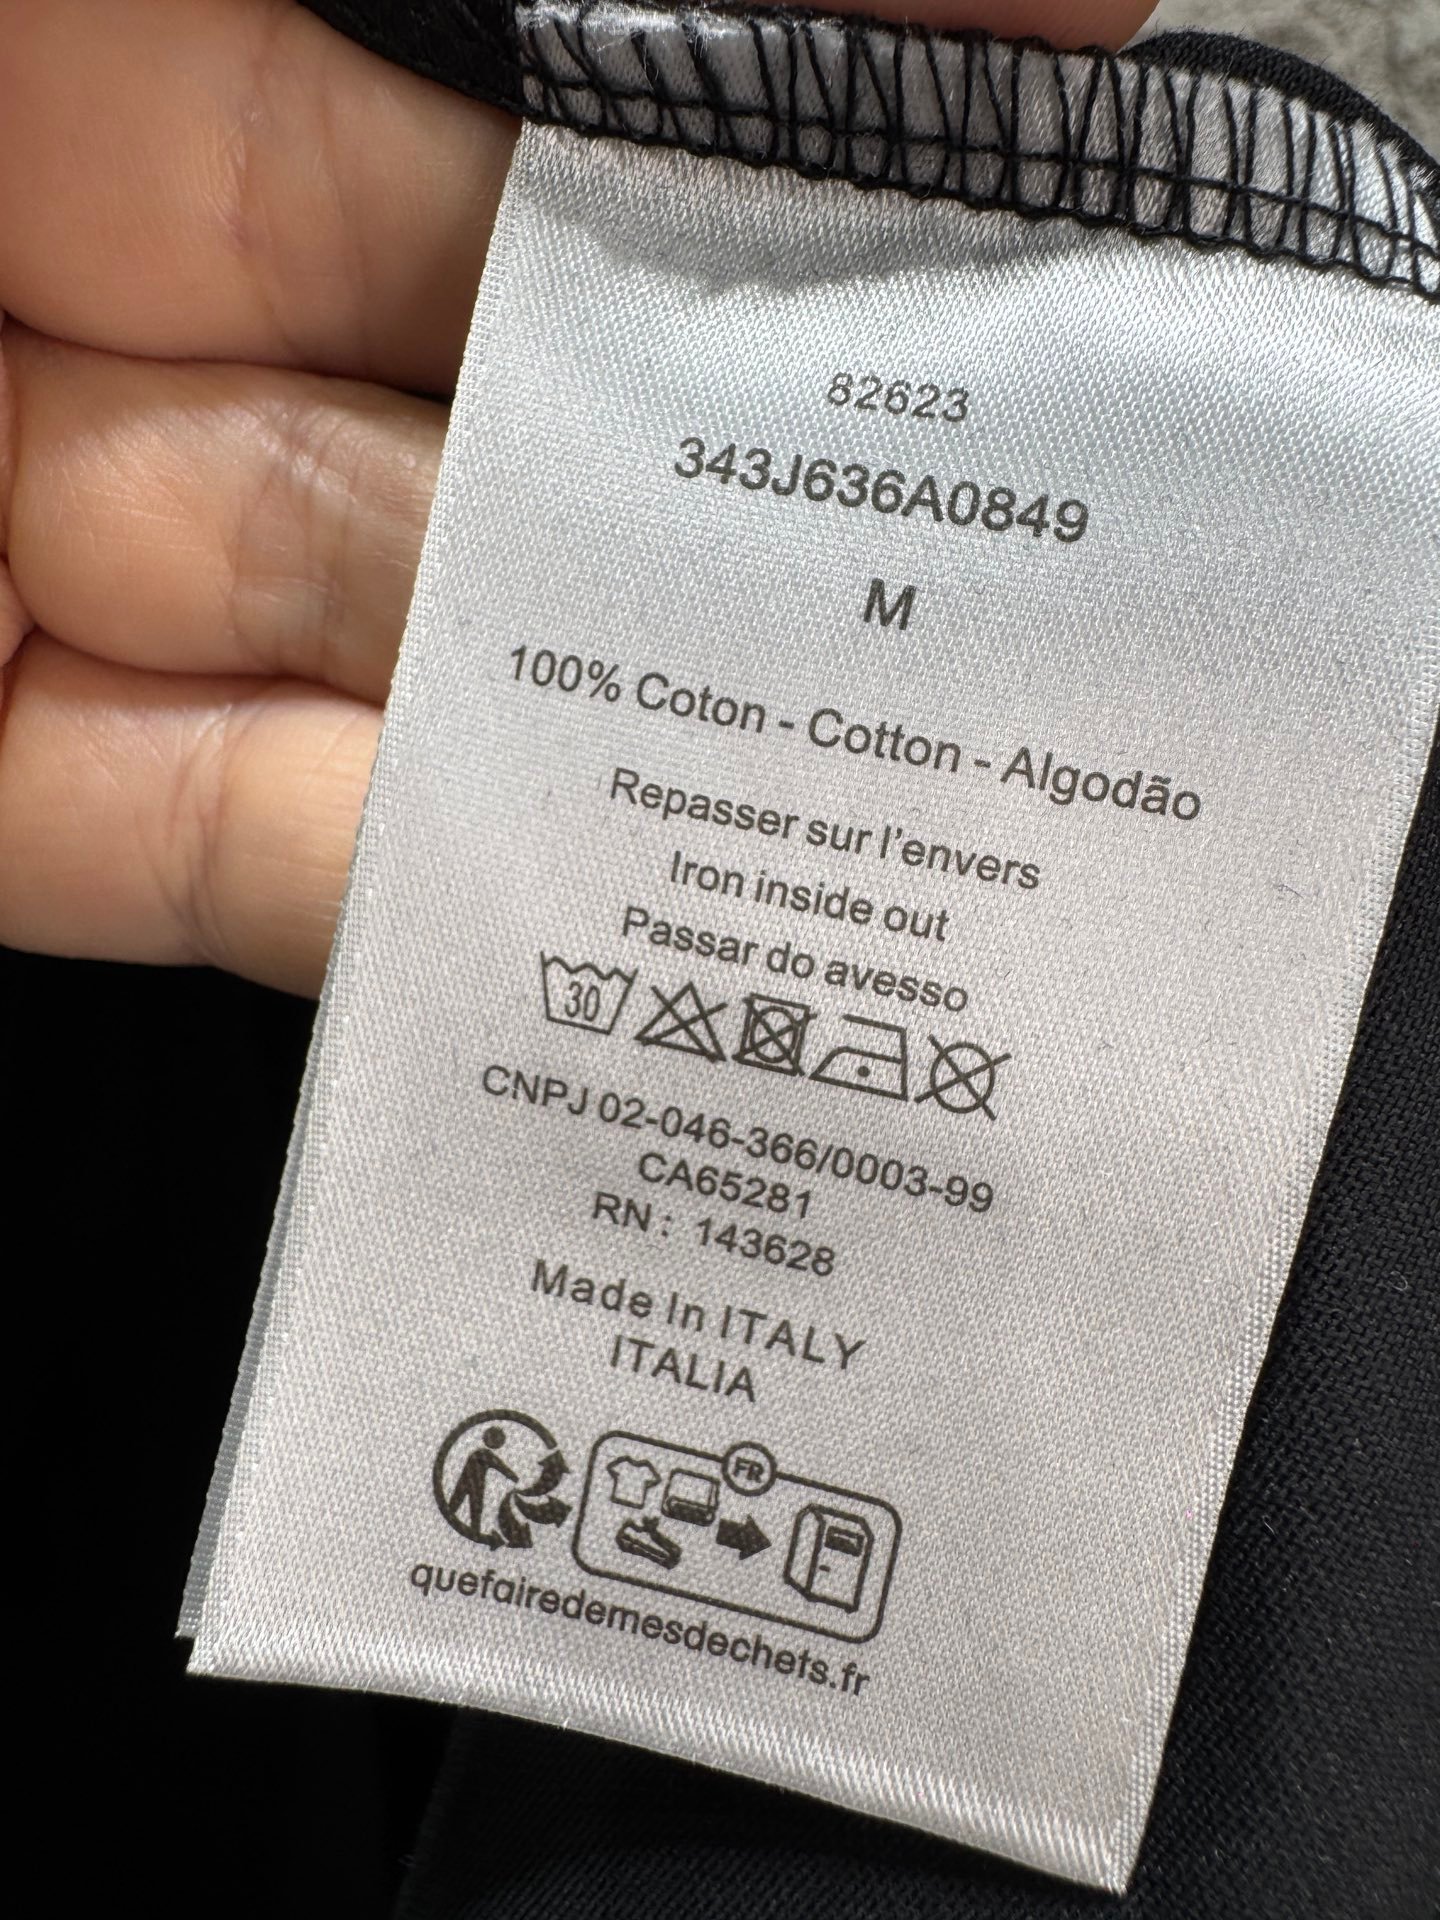 82623
343J636A0849
M
100% Coton - Cotton - Algodão
Repasser sur l'envers
Iron inside out
Passar do avesso
30
CNPJ 02-046-366/0003-99
CA65281
RN : 143628
Made In ITALY
ITALIA
FR
quefairedemesdechets.fr